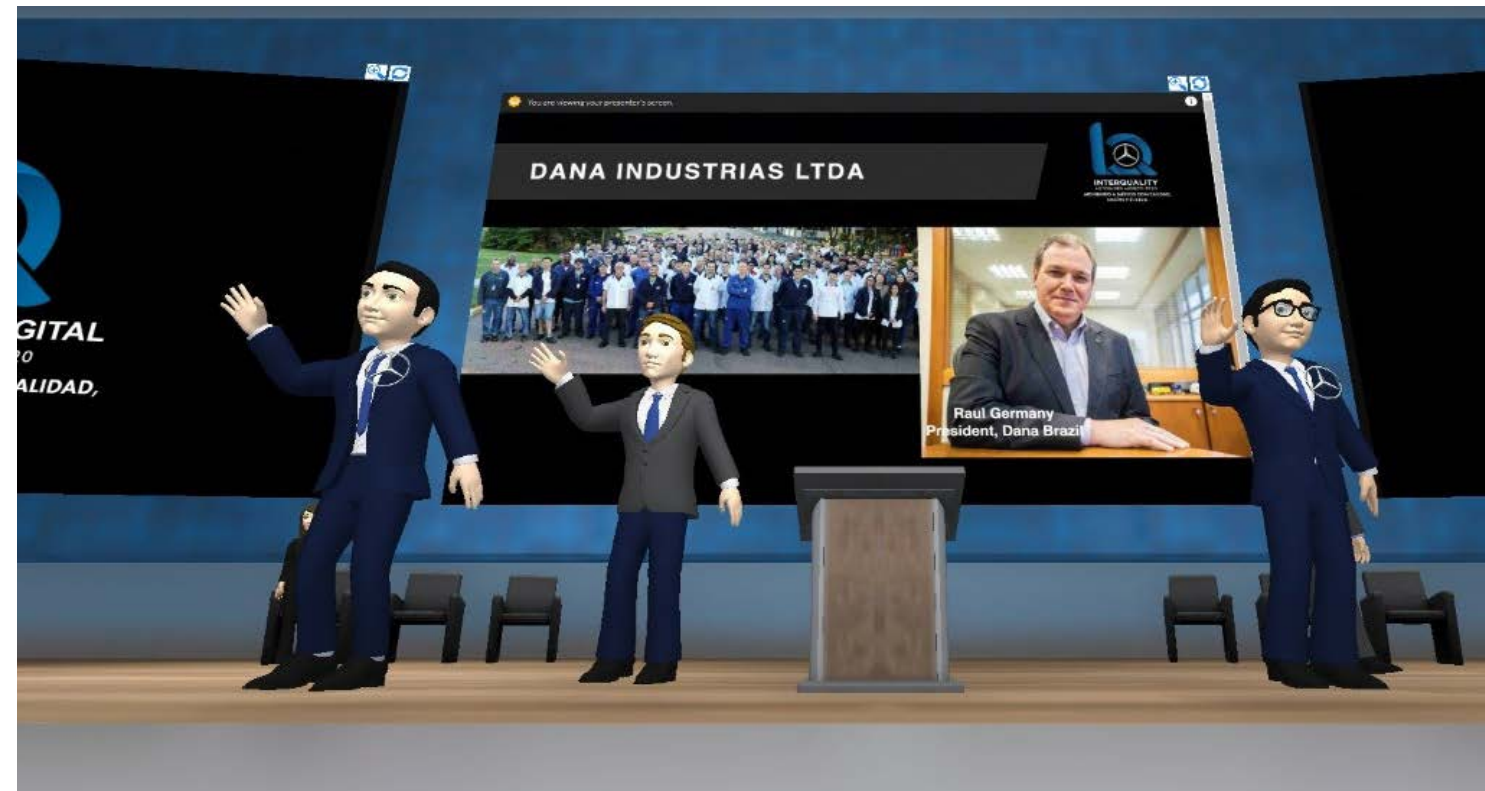 You are viewing your presenter's screen.
DANA INDUSTRIAS LTDA
INTERQUALITY
GITAL
ALIDAD,
Raul Germany
President, Dana Brazil